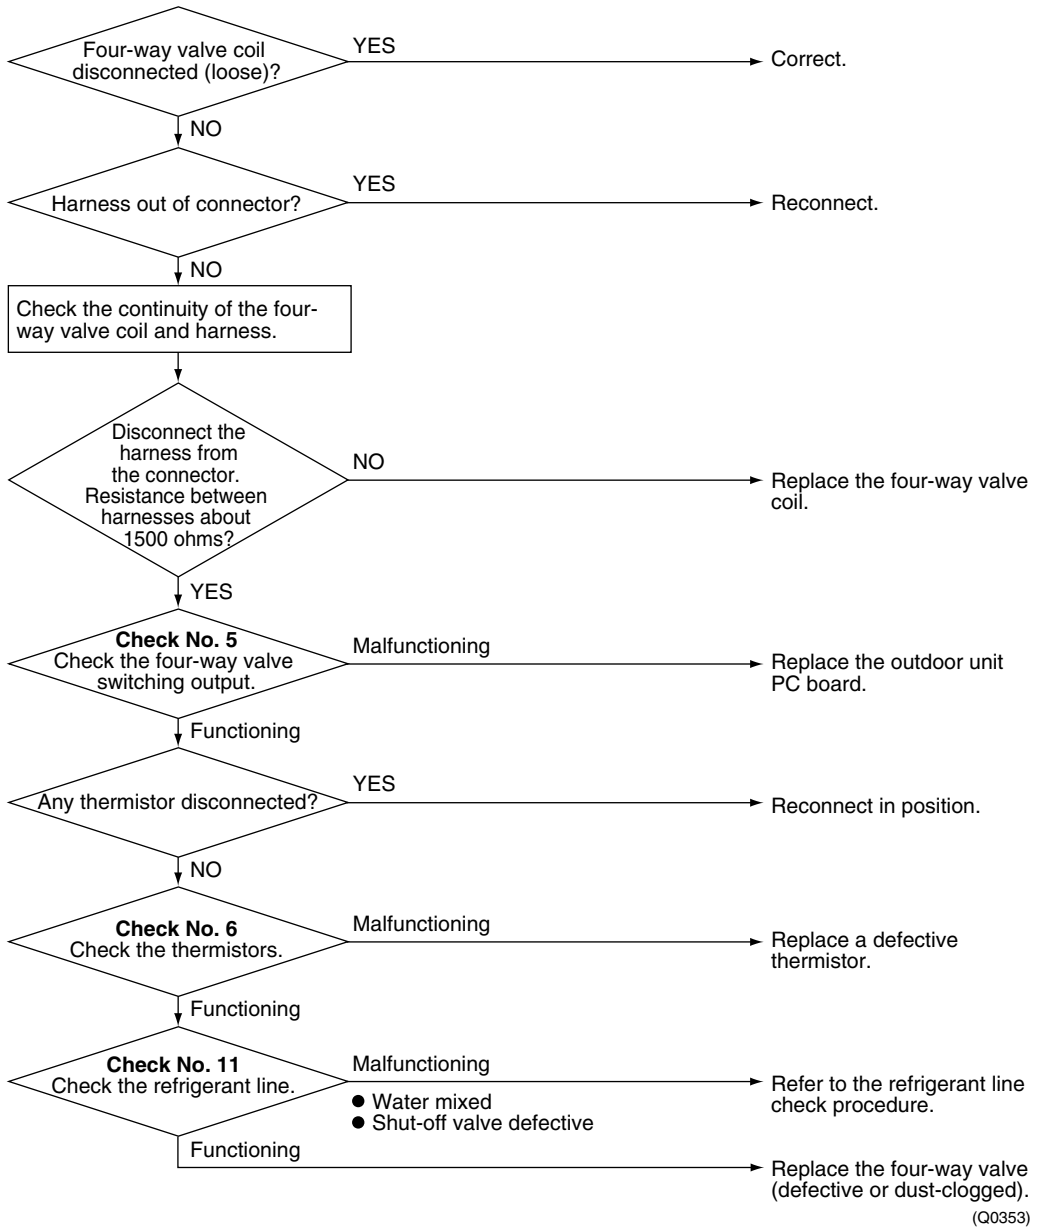 Four-way valve coil
disconnected (loose)?
YES
Correct.
NO
Harness out of connector?
YES
Reconnect.
NO
Check the continuity of the four-
way valve coil and harness.
Disconnect the
harness from
the connector.
Resistance between
harnesses about
1500 ohms?
NO
Replace the four-way valve
coil.
YES
Check No. 5
Check the four-way valve
switching output.
Malfunctioning
Replace the outdoor unit
PC board.
Functioning
Any thermistor disconnected?
YES
Reconnect in position.
NO
Check No. 6
Check the thermistors.
Malfunctioning
Replace a defective
thermistor.
Functioning
Check No. 11
Check the refrigerant line.
Malfunctioning
● Water mixed
● Shut-off valve defective
Refer to the refrigerant line
check procedure.
Functioning
Replace the four-way valve
(defective or dust-clogged).
(Q0353)